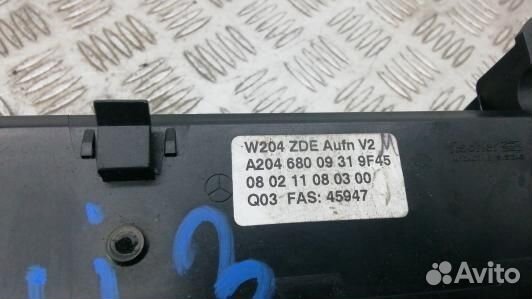 W204 ZDE Aufn V2
A204 680 09 31 9F45
08 02 11 08 03 00
Q03 FAS: 45947
fischer
Avito